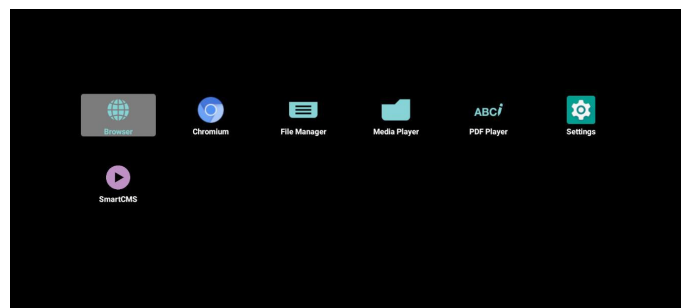 Browser
Chromium
File Manager
Media Player
ABCi
PDF Player
Settings
SmartCMS